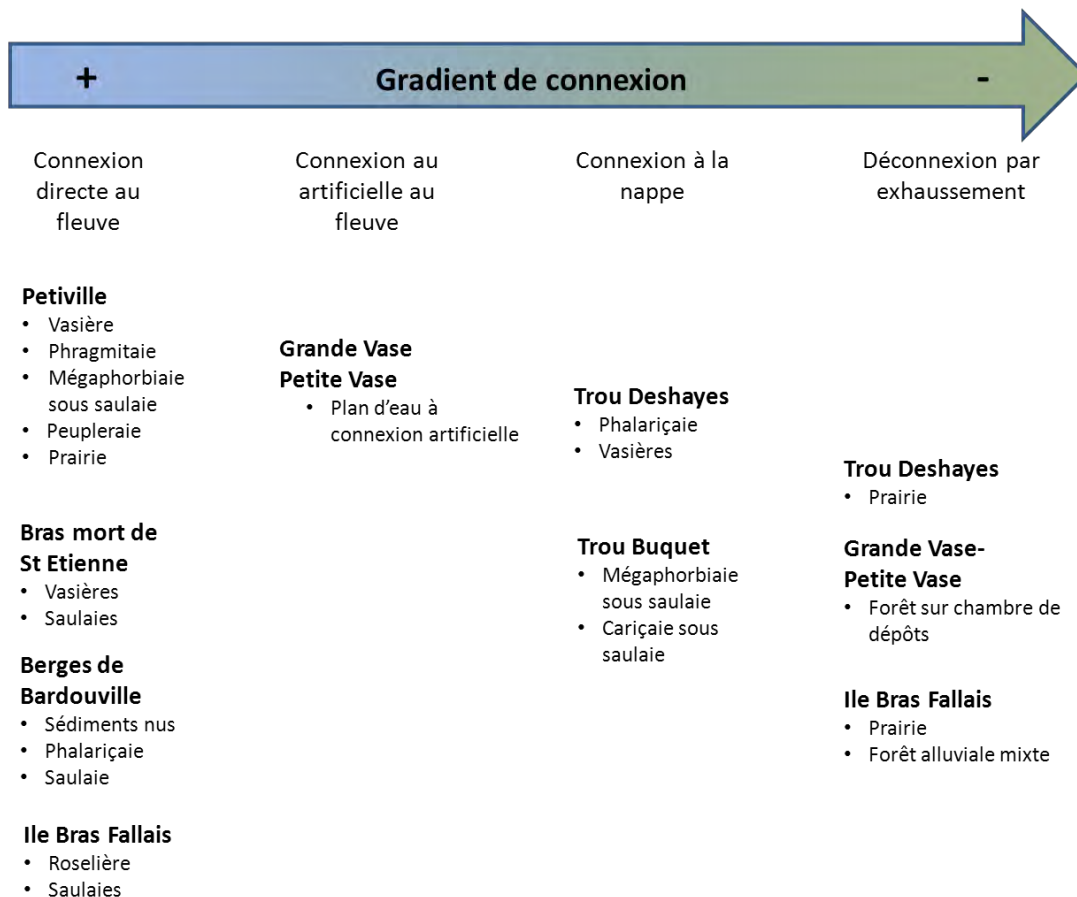 + Gradient de connexion -
Connexion
directe au
fleuve
Connexion au
artificielle au
fleuve
Connexion à la
nappe
Déconnexion par
exhaussement
Petiville
• Vasière
• Phragmitaie
• Mégaphorbiaie
sous saulaie
• Peupleraie
• Prairie
Bras mort de
St Etienne
• Vasières
• Saulaies
Berges de
Bardouville
• Sédiments nus
• Phalariçaie
• Saulaie
Ile Bras Fallais
• Roselière
• Saulaies
Grande Vase
Petite Vase
• Plan d'eau à
connexion artificielle
Trou Deshayes
• Phalariçaie
• Vasières
Trou Buquet
• Mégaphorbiaie
sous saulaie
• Cariçaie sous
saulaie
Trou Deshayes
• Prairie
Grande Vase-
Petite Vase
• Forêt sur chambre de
dépôts
Ile Bras Fallais
• Prairie
• Forêt alluviale mixte